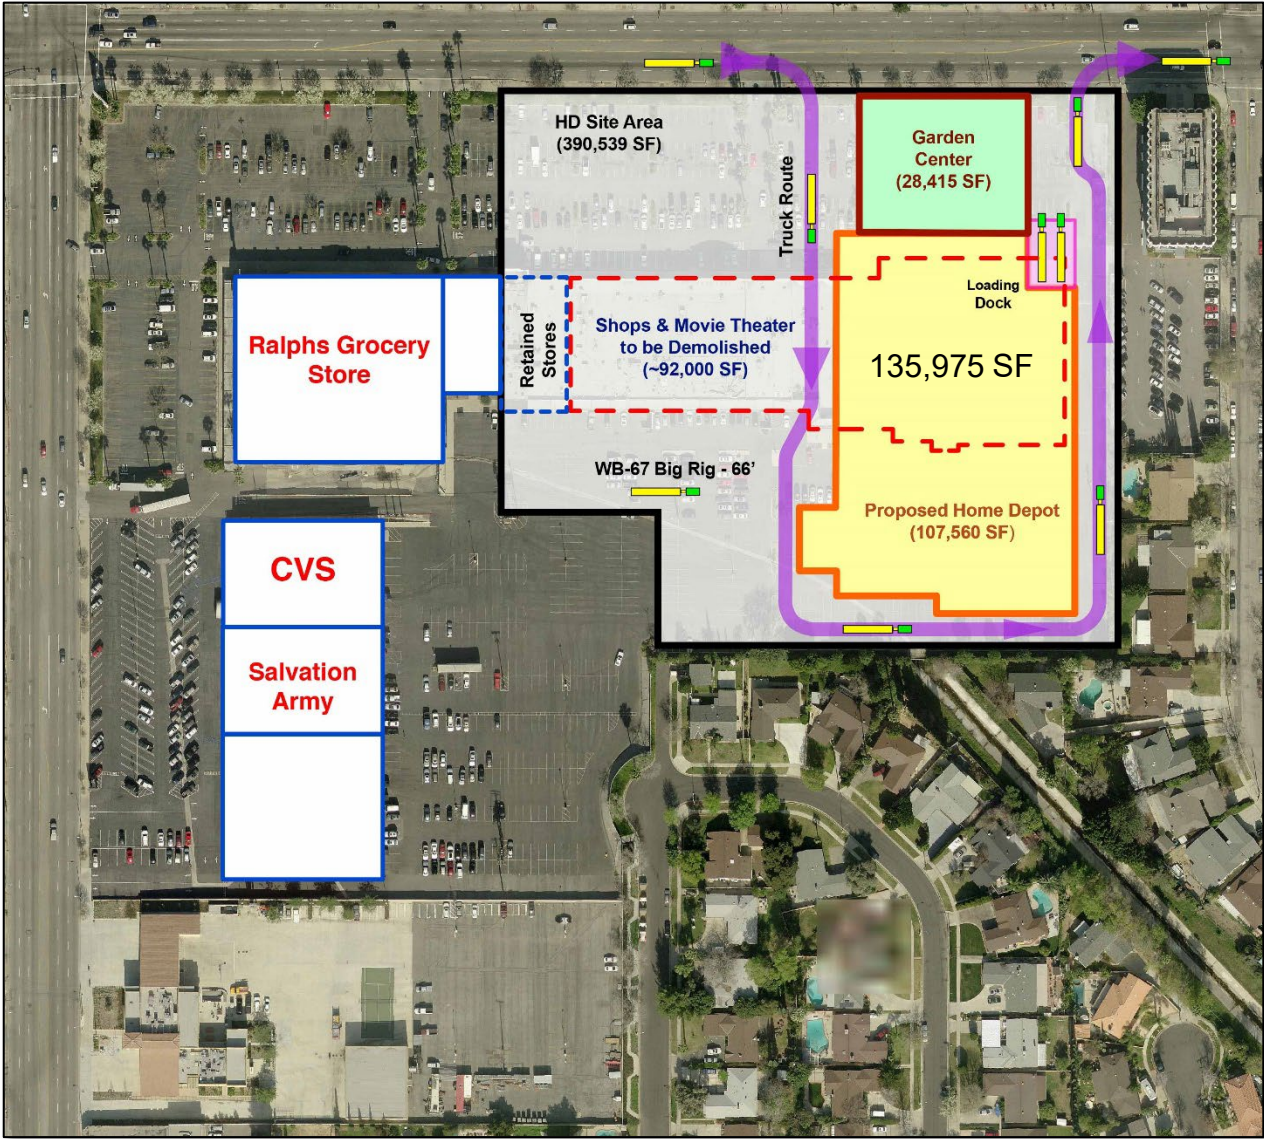 HD Site Area
(390,539 SF)
Garden
Center
(28,415 SF)
Truck Route
Loading
Dock
Ralphs Grocery
Store
Retained
Stores
Shops & Movie Theater
to be Demolished
(~92,000 SF)
135,975 SF
WB-67 Big Rig - 66'
Proposed Home Depot
(107,560 SF)
CVS
Salvation
Army